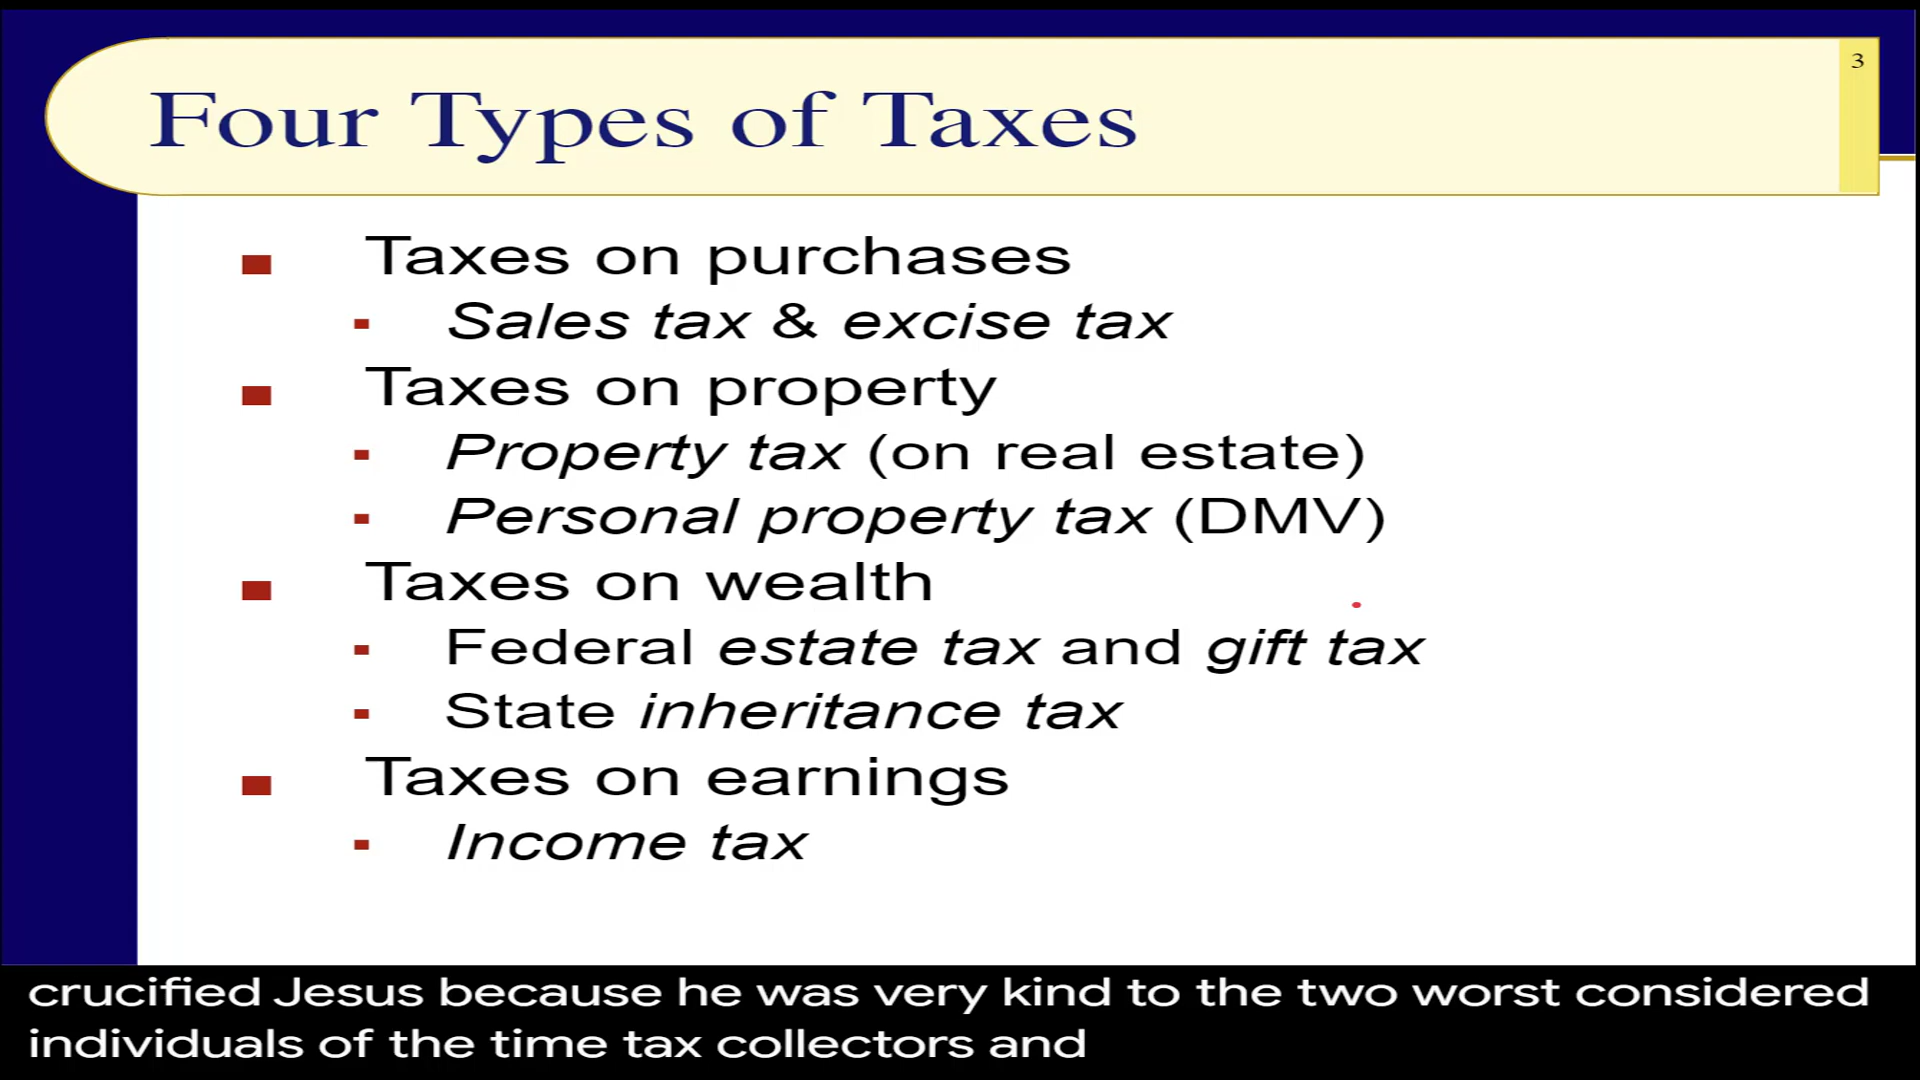 3
Four Types of Taxes
Taxes on purchases
Sales tax & excise tax
Taxes on property
Property tax (on real estate)
Personal property tax (DMV)
Taxes on wealth
Federal estate tax and gift tax
State inheritance tax
Taxes on earnings
Income tax
crucified Jesus because he was very kind to the two worst considered
individuals of the time tax collectors and